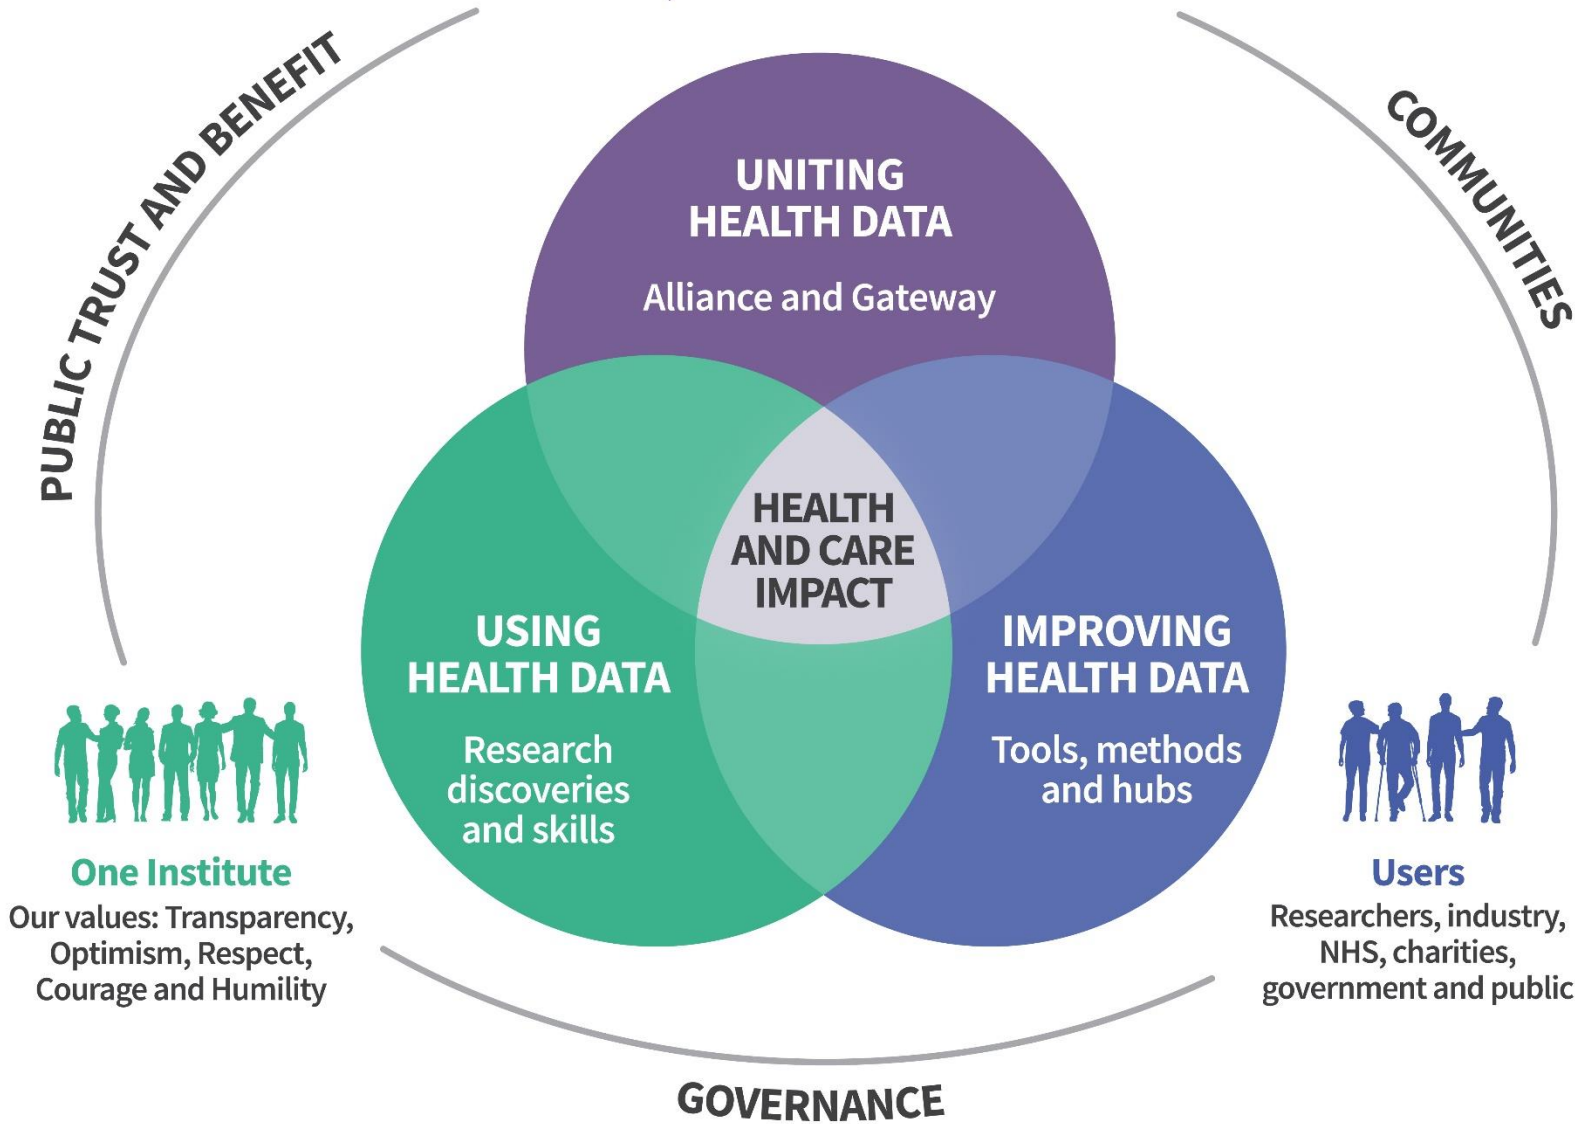 PUBLIC TRUST AND BENEFIT
COMMUNITIES
UNITING
HEALTH DATA
Alliance and Gateway
HEALTH
AND CARE
IMPACT
USING
HEALTH DATA
Research
discoveries
and skills
IMPROVING
HEALTH DATA
Tools, methods
and hubs
One Institute
Our values: Transparency,
Optimism, Respect,
Courage and Humility
Users
Researchers, industry,
NHS, charities,
government and public
GOVERNANCE